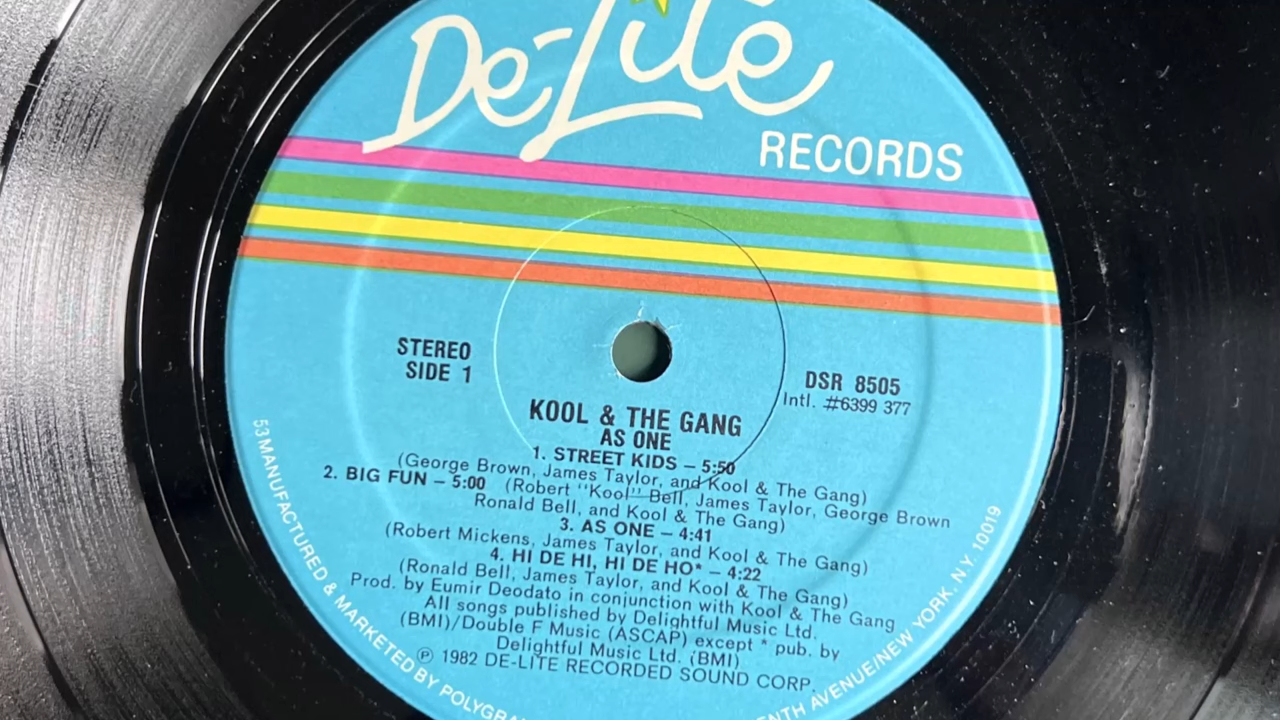 De-Lite
RECORDS
STEREO
SIDE 1
DSR 8505
Intl. #6399 377
KOOL & THE GANG
AS ONE
1. STREET KIDS – 5:50
(George Brown, James Taylor, and Kool & The Gang)
2. BIG FUN – 5:00 (Robert "Kool" Bell, James Taylor, George Brown
Ronald Bell, and Kool & The Gang)
3. AS ONE – 4:41
(Robert Mickens, James Taylor, and Kool & The Gang)
4. HI DE HI, HI DE HO* – 4:22
(Ronald Bell, James Taylor, and Kool & The Gang)
Prod. by Eumir Deodato in conjunction with Kool & The Gang
All songs published by Delightful Music Ltd.
(BMI)/Double F Music (ASCAP) except * pub. by
Delightful Music Ltd. (BMI)
℗ 1982 DE-LITE RECORDED SOUND CORP.
53 MANUFACTURED & MARKETED BY POLYGRA
ENTH AVENUE/NEW YORK, N.Y. 10019